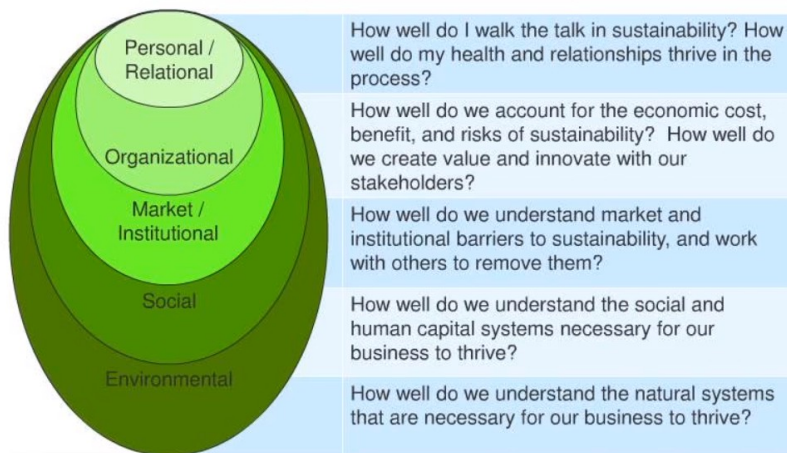 Personal /
Relational
How well do I walk the talk in sustainability? How
well do my health and relationships thrive in the
process?
Organizational
How well do we account for the economic cost,
benefit, and risks of sustainability? How well do
we create value and innovate with our
stakeholders?
Market /
Institutional
How well do we understand market and
institutional barriers to sustainability, and work
with others to remove them?
Social
How well do we understand the social and
human capital systems necessary for our
business to thrive?
Environmental
How well do we understand the natural systems
that are necessary for our business to thrive?